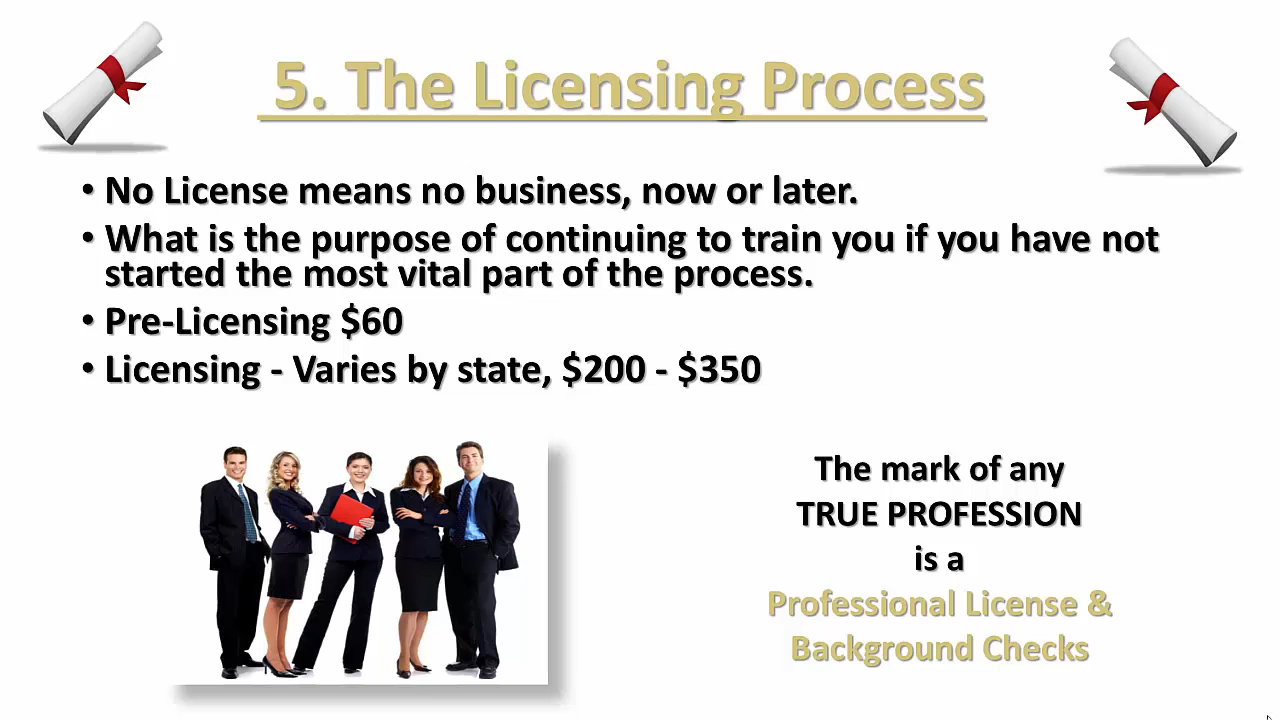 5. The Licensing Process
• No License means no business, now or later.
• What is the purpose of continuing to train you if you have not
started the most vital part of the process.
• Pre-Licensing $60
• Licensing - Varies by state, $200 - $350
The mark of any
TRUE PROFESSION
is a
Professional License &
Background Checks